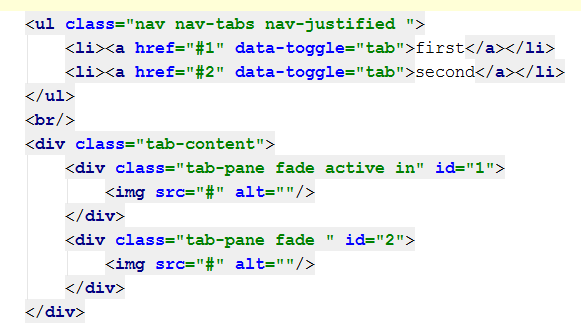 <ul class="nav nav-tabs nav-justified ">
<li><a href="#1" data-toggle="tab">first</a></li>
<li><a href="#2" data-toggle="tab">second</a></li>
</ul>
<br/>
<div class="tab-content">
<div class="tab-pane fade active in" id="1">
<img src="#" alt=""/>
</div>
<div class="tab-pane fade " id="2">
<img src="#" alt=""/>
</div>
</div>